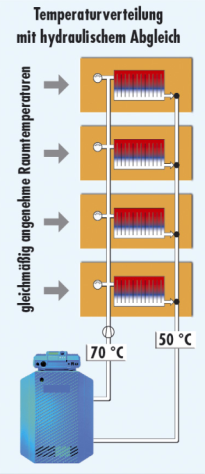 Temperaturverteilung
mit hydraulischem Abgleich
gleichmäßig angenehme Raumtemperaturen
70 °C
50 °C